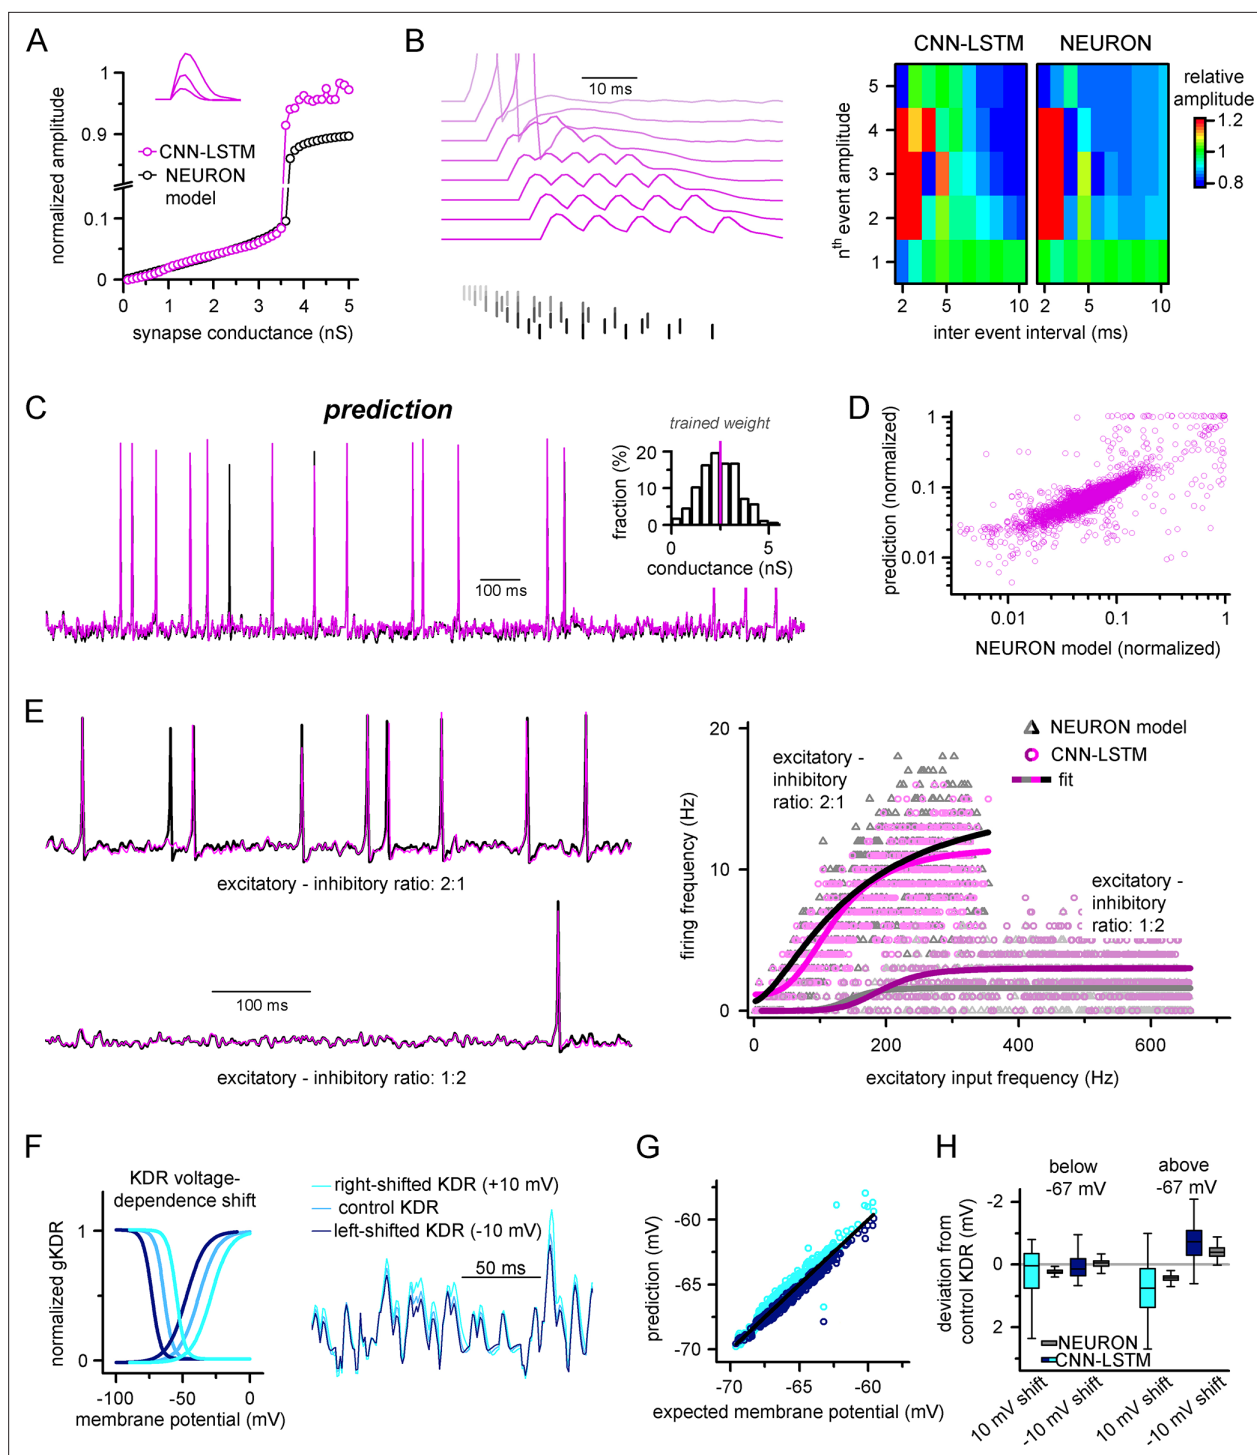 A
1
0.9
0.1
0
normalized amplitude
CNN-LSTM
NEURON
model
0 1 2 3 4 5
synapse conductance (nS)
B
10 ms
CNN-LSTM
NEURON
5
4
3
2
1
nth event amplitude
2 5 10
2 5 10
inter event interval (ms)
relative
amplitude
1.2
1
0.8
C
prediction
100 ms
trained weight
20
10
0
fraction (%)
0 5
conductance (nS)
D
1
0.1
0.01
prediction (normalized)
0.01 0.1 1
NEURON model (normalized)
E
excitatory - inhibitory ratio: 2:1
100 ms
excitatory - inhibitory ratio: 1:2
20
10
0
firing frequency (Hz)
excitatory -
inhibitory
ratio: 2:1
NEURON model
CNN-LSTM
fit
excitatory -
inhibitory
ratio: 1:2
0 200 400 600
excitatory input frequency (Hz)
F
KDR voltage-
dependence shift
1
0
normalized gKDR
-100 -50 0
membrane potential (mV)
right-shifted KDR (+10 mV)
control KDR
left-shifted KDR (-10 mV)
50 ms
G
-60
-65
-70
prediction (mV)
-70 -65 -60
expected membrane potential (mV)
H
below
-67 mV
above
-67 mV
-2
0
2
deviation from
control KDR (mV)
NEURON
CNN-LSTM
10 mV shift
-10 mV shift
10 mV shift
-10 mV shift